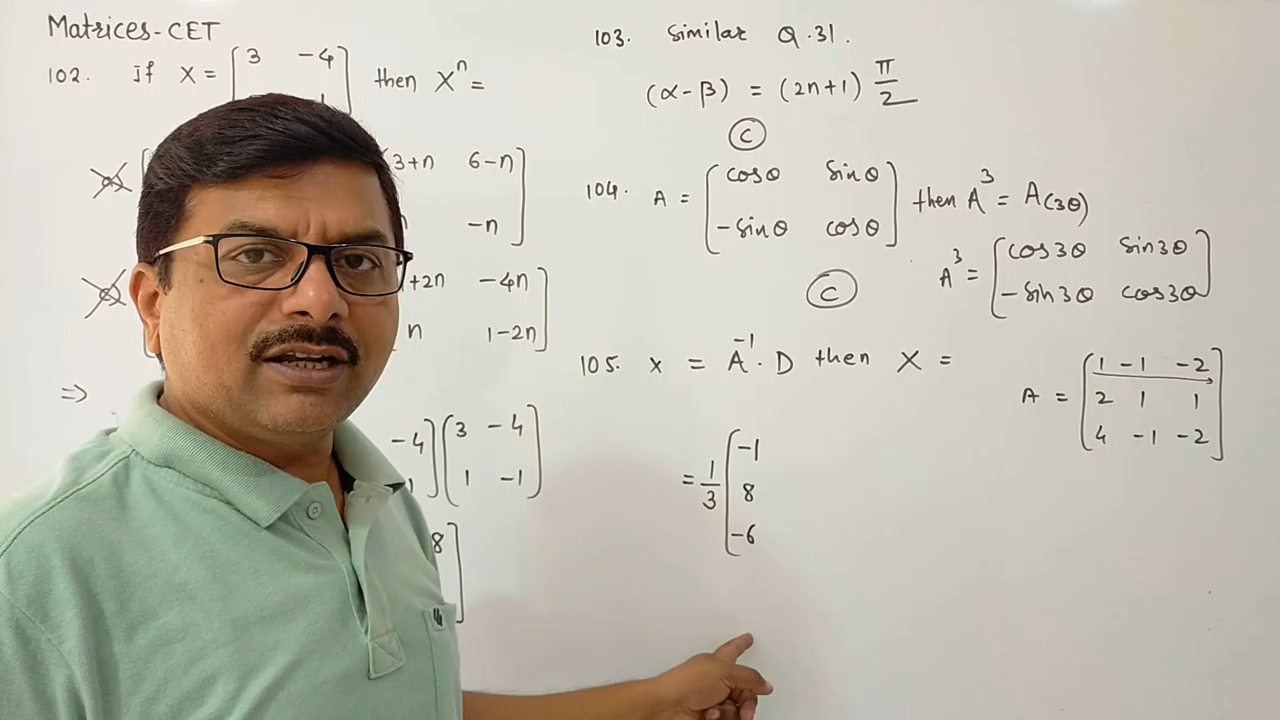 Matrices-CET
102. If X = [3 -4
1] then X^n =
3+n 6-n
-n
+2n -4n
n 1-2n
⇒
-4] [3 -4
1 -1]
8
103. Similar Q.31.
(α-β) = (2n+1) π/2
C
104. A = [cosθ sinθ
-sinθ cosθ] then A^3 = A(3θ)
A^3 = [cos3θ sin3θ
-sin3θ cos3θ]
C
105. x = A^-1 . D then X =
A = [1 -1 -2
2 1 1
4 -1 -2]
= 1/3 [-1
8
-6